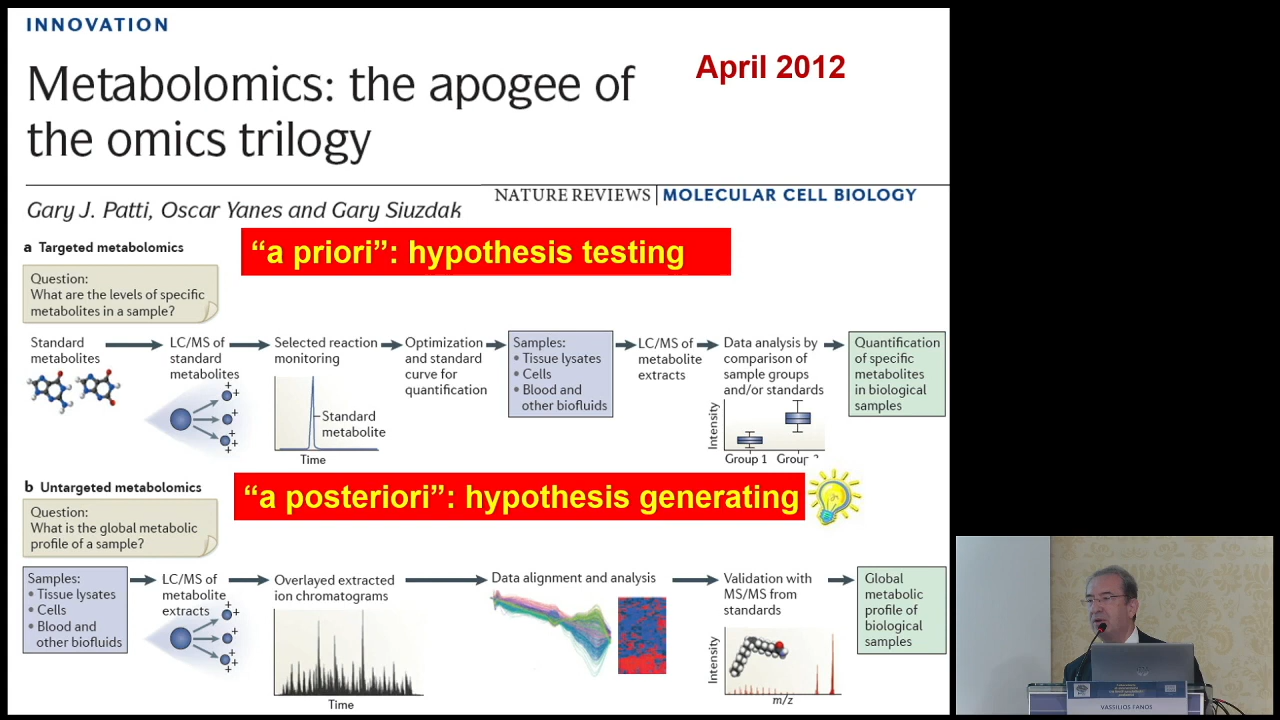 INNOVATION
Metabolomics: the apogee of
the omics trilogy
April 2012
NATURE REVIEWS | MOLECULAR CELL BIOLOGY
Gary J. Patti, Oscar Yanes and Gary Siuzdak
a Targeted metabolomics
“a priori”: hypothesis testing
Question:
What are the levels of specific
metabolites in a sample?
Standard
metabolites
LC/MS of
standard
metabolites
+
+
+
+
+
+
Selected reaction
monitoring
Standard
metabolite
Time
Optimization
and standard
curve for
quantification
Samples:
• Tissue lysates
• Cells
• Blood and
other biofluids
LC/MS of
metabolite
extracts
Data analysis by
comparison of
sample groups
and/or standards
Intensity
Group 1
Quantification
of specific
metabolites
in biological
samples
b Untargeted metabolomics
“a posteriori”: hypothesis generating
Question:
What is the global metabolic
profile of a sample?
Samples:
• Tissue lysates
• Cells
• Blood and
other biofluids
LC/MS of
metabolite
extracts
+
+
+
+
+
+
Overlayed extracted
ion chromatograms
Time
Data alignment and analysis
Validation with
MS/MS from
standards
Intensity
m/z
Global
metabolic
profile of
biological
samples
VASSILIOS FANOS